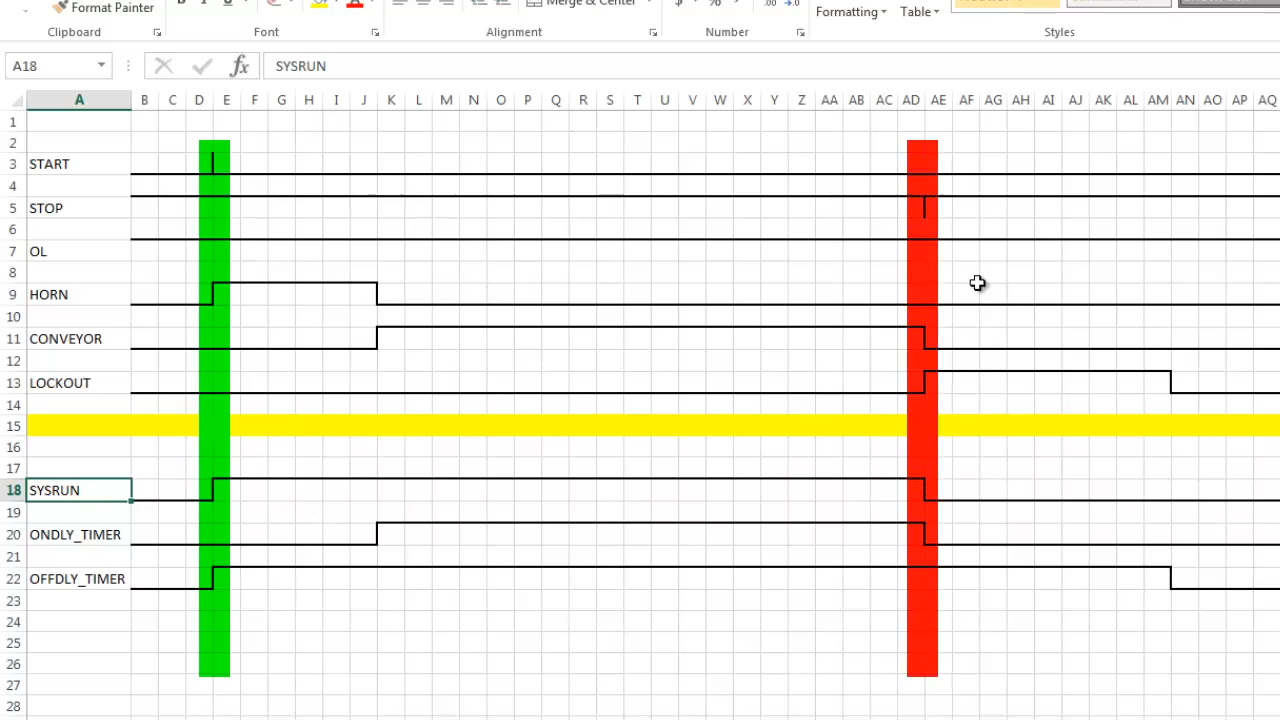 Format Painter
B I U A
Merge & Center
$ %
Formatting Table
Clipboard Font Alignment Number Styles
A18 fx SYSRUN
A B C D E F G H I J K L M N O P Q R S T U V W X Y Z AA AB AC AD AE AF AG AH AI AJ AK AL AM AN AO AP AQ
1
2
3 START
4
5 STOP
6
7 OL
8
9 HORN
10
11 CONVEYOR
12
13 LOCKOUT
14
15
16
17
18 SYSRUN
19
20 ONDLY_TIMER
21
22 OFFDLY_TIMER
23
24
25
26
27
28